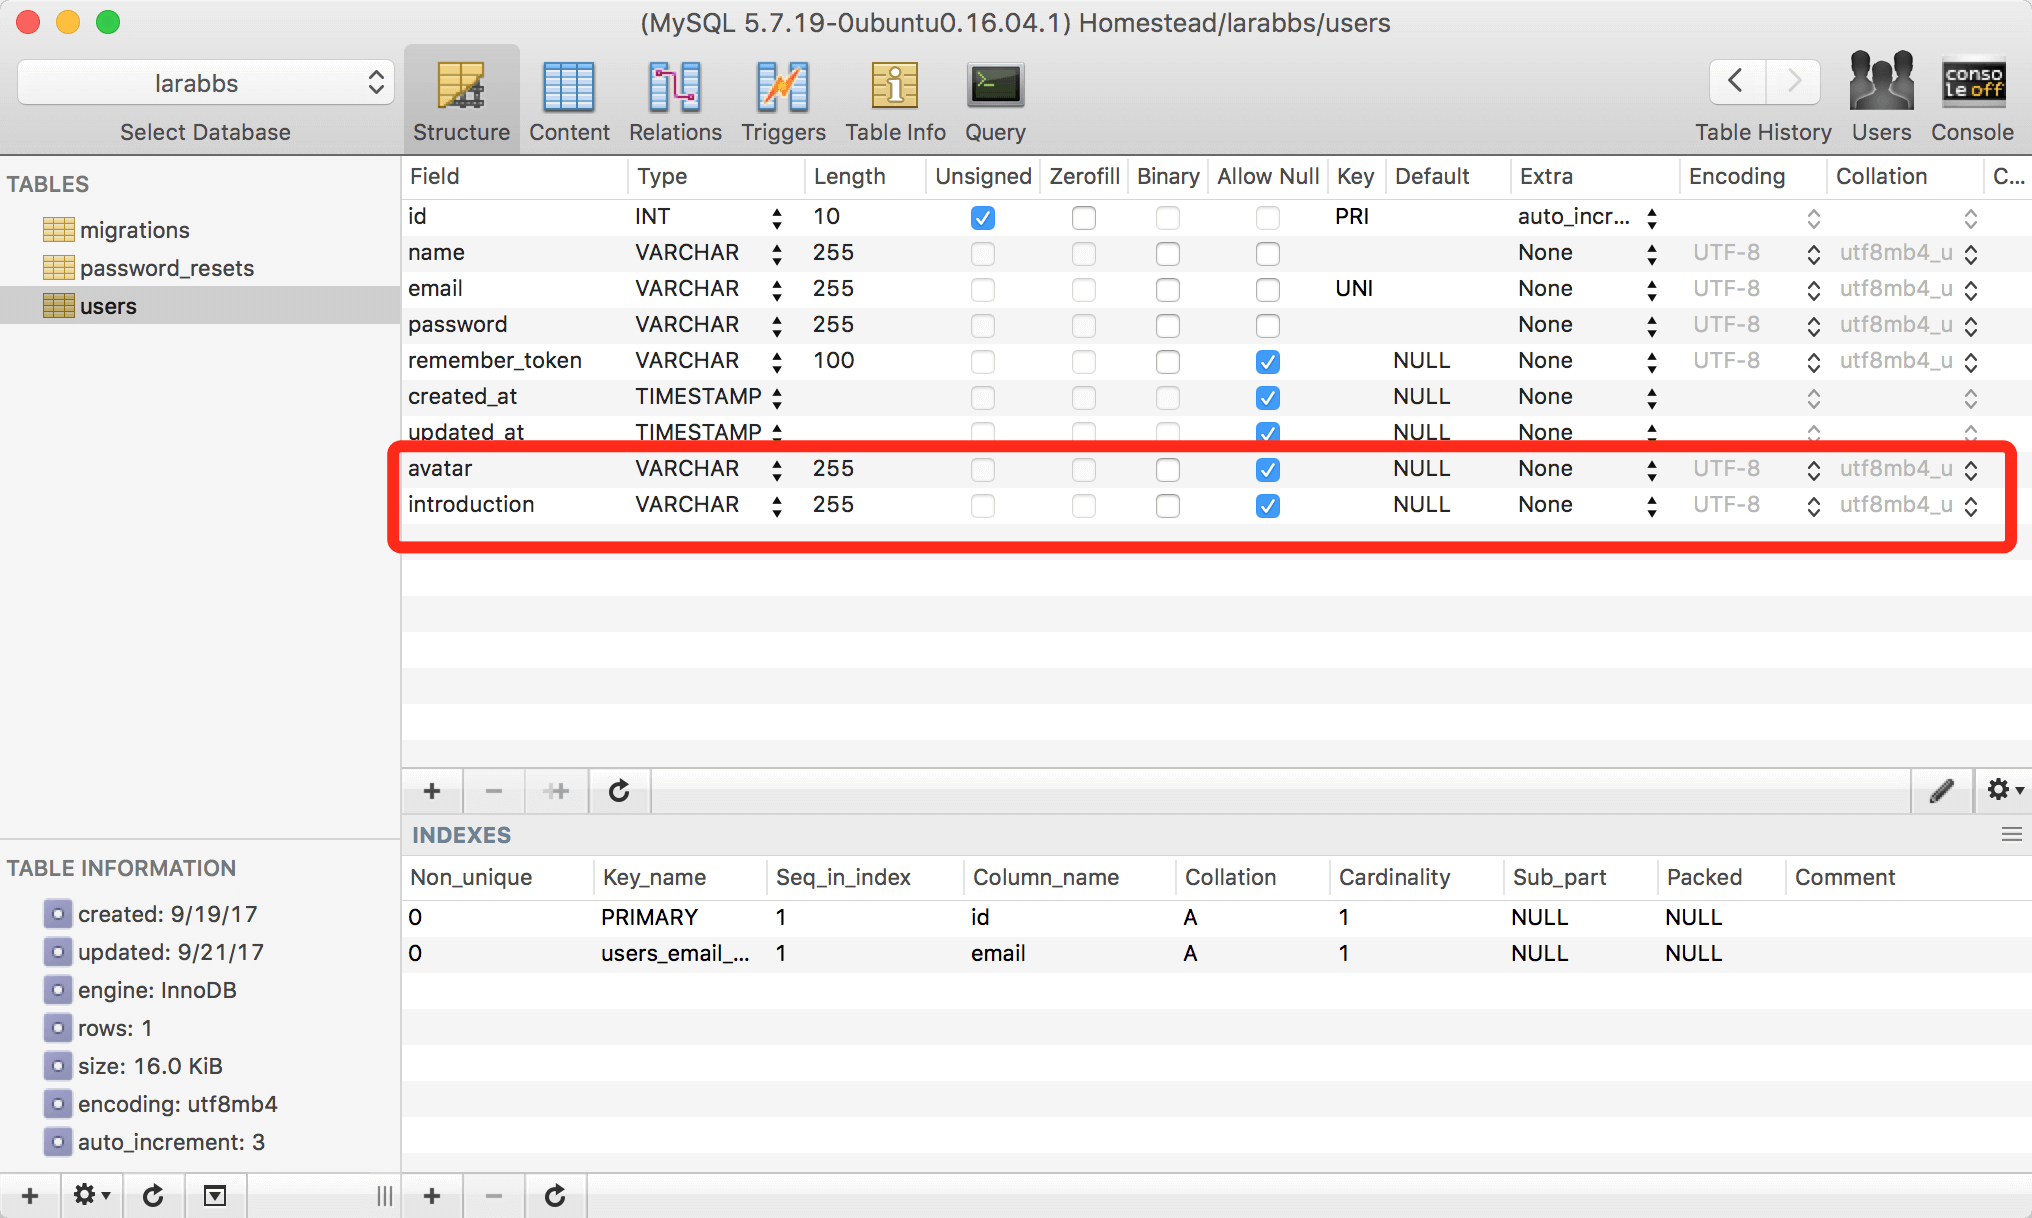 (MySQL 5.7.19-0ubuntu0.16.04.1) Homestead/larabbs/users
larabbs
Select Database
Structure Content Relations Triggers Table Info Query
conso
le off
Table History Users Console
TABLES
migrations
password_resets
users
Field Type Length Unsigned Zerofill Binary Allow Null Key Default Extra Encoding Collation C...
id INT 10 PRI auto_incr...
name VARCHAR 255 None UTF-8 utf8mb4_u
email VARCHAR 255 UNI None UTF-8 utf8mb4_u
password VARCHAR 255 None UTF-8 utf8mb4_u
remember_token VARCHAR 100 NULL None UTF-8 utf8mb4_u
created_at TIMESTAMP NULL None
updated_at TIMESTAMP NULL None
avatar VARCHAR 255 NULL None UTF-8 utf8mb4_u
introduction VARCHAR 255 NULL None UTF-8 utf8mb4_u
INDEXES
Non_unique Key_name Seq_in_index Column_name Collation Cardinality Sub_part Packed Comment
0 PRIMARY 1 id A 1 NULL NULL
0 users_email_... 1 email A 1 NULL NULL
TABLE INFORMATION
created: 9/19/17
updated: 9/21/17
engine: InnoDB
rows: 1
size: 16.0 KiB
encoding: utf8mb4
auto_increment: 3